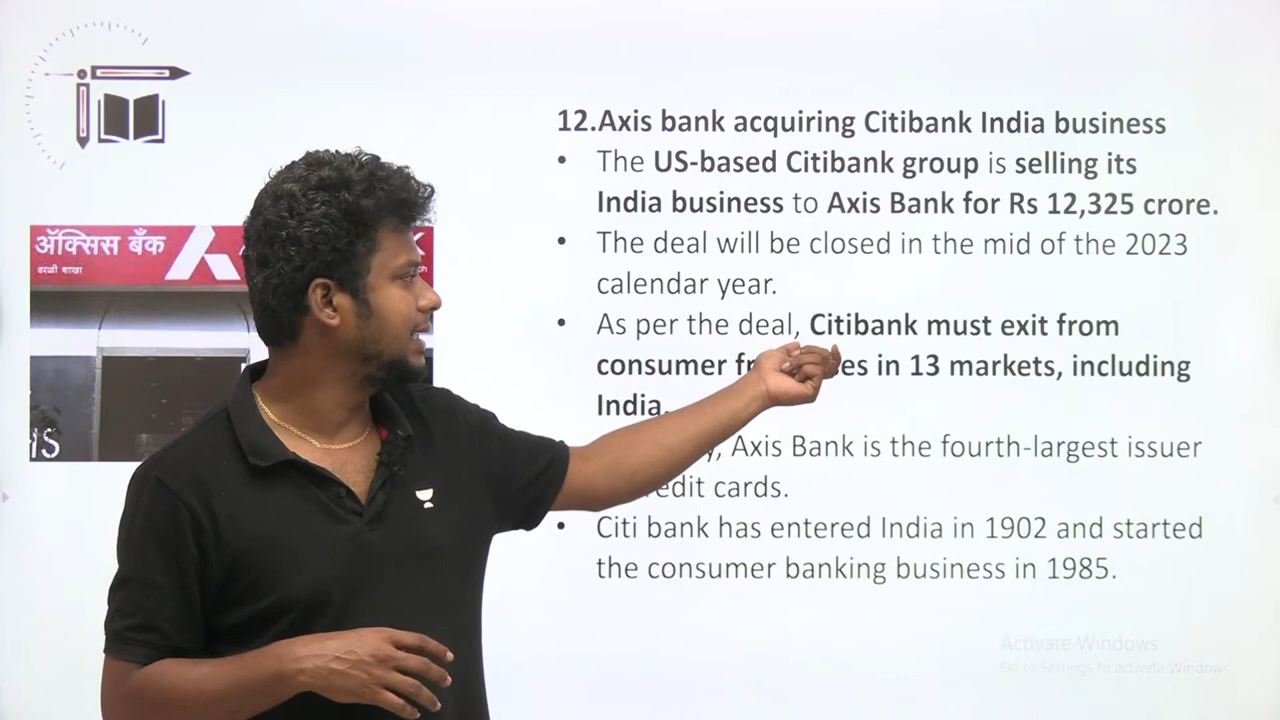 12.Axis bank acquiring Citibank India business
• The US-based Citibank group is selling its
India business to Axis Bank for Rs 12,325 crore.
• The deal will be closed in the mid of the 2023
calendar year.
• As per the deal, Citibank must exit from
consumer in 13 markets, including
India.
Axis Bank is the fourth-largest issuer
cards.
• Citi bank has entered India in 1902 and started
the consumer banking business in 1985.
ॲक्सिस बँक
वरळी शाखा
Activate Windows
Go to Settings to activate Windows.